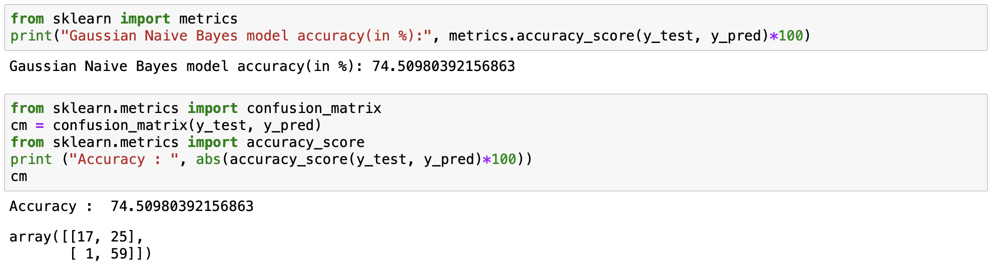 from sklearn import metrics
print("Gaussian Naive Bayes model accuracy(in %):", metrics.accuracy_score(y_test, y_pred)*100)
Gaussian Naive Bayes model accuracy(in %): 74.50980392156863
from sklearn.metrics import confusion_matrix
cm = confusion_matrix(y_test, y_pred)
from sklearn.metrics import accuracy_score
print ("Accuracy : ", abs(accuracy_score(y_test, y_pred)*100))
cm
Accuracy :  74.50980392156863
array([[17, 25],
       [ 1, 59]])